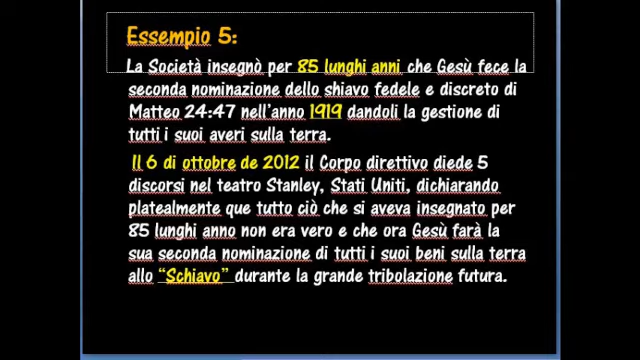 Essempio 5:
La Società insegnò per 85 lunghi anni che Gesù fece la
seconda nominazione dello shiavo fedele e discreto di
Matteo 24:47 nell'anno 1919 dandoli la gestione di
tutti i suoi averi sulla terra.
Il 6 di ottobre de 2012 il Corpo direttivo diede 5
discorsi nel teatro Stanley, Stati Uniti, dichiarando
platealmente que tutto ciò che si aveva insegnato per
85 lunghi anno non era vero e che ora Gesù farà la
sua seconda nominazione di tutti i suoi beni sulla terra
allo “Schiavo” durante la grande tribolazione futura.